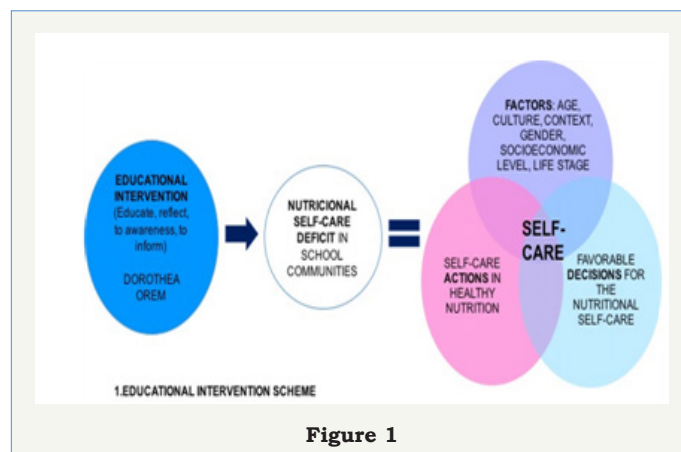 EDUCATIONAL
INTERVENTION
(Educate, reflect,
to awareness, to
inform)
DOROTHEA
OREM
NUTRICIONAL
SELF-CARE
DEFICIT IN
SCHOOL
COMMUNITIES
FACTORS: AGE,
CULTURE, CONTEXT,
GENDER,
SOCIOECONOMIC
LEVEL, LIFE STAGE
SELF-
CARE
SELF-CARE
ACTIONS IN
HEALTHY
NUTRITION
FAVORABLE
DECISIONS FOR
THE
NUTRITIONAL
SELF-CARE
1.EDUCATIONAL INTERVENTION SCHEME
Figure 1